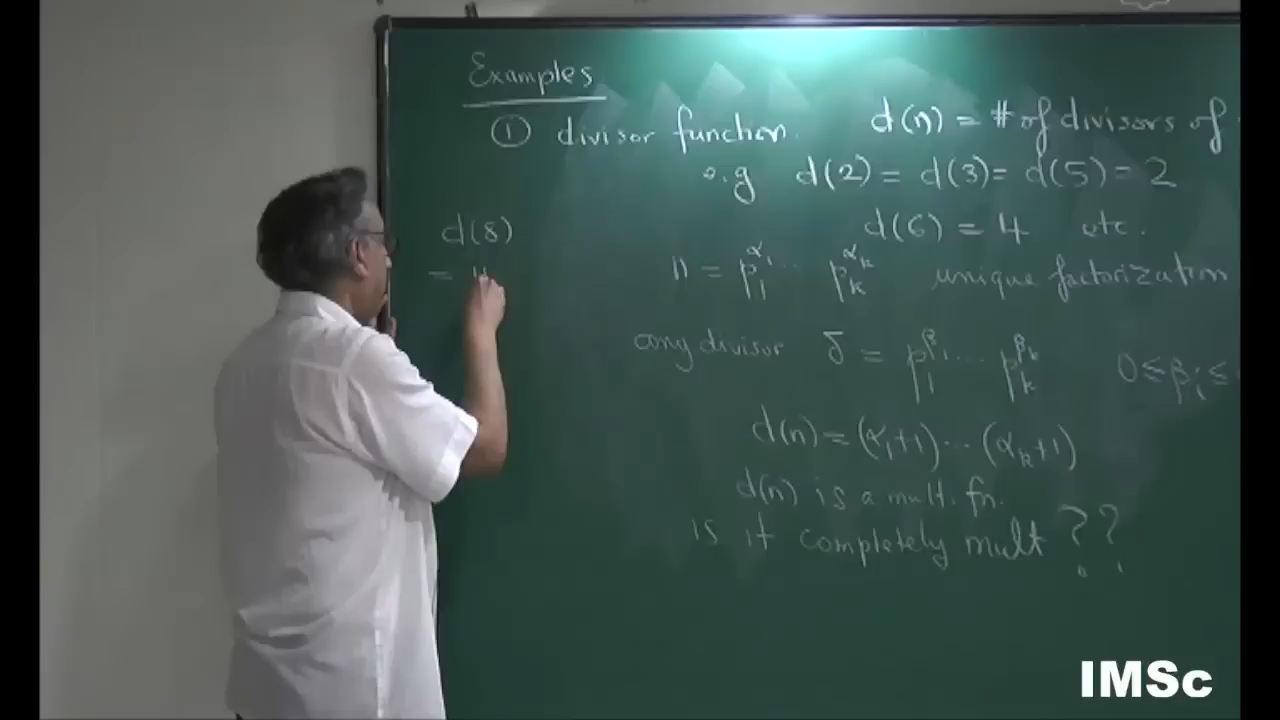 Examples
① divisor function. d(n) = # of divisors of
e.g d(2) = d(3) = d(5) = 2
d(6) = 4 etc.
d(8)
=
n = p₁^α₁ ... pₖ^αₖ unique factorization
any divisor δ = p₁^β₁ ... pₖ^βₖ 0 ≤ βᵢ ≤
d(n) = (α₁+1) ... (αₖ+1)
d(n) is a mult. fn.
is it completely mult ??
IMSc